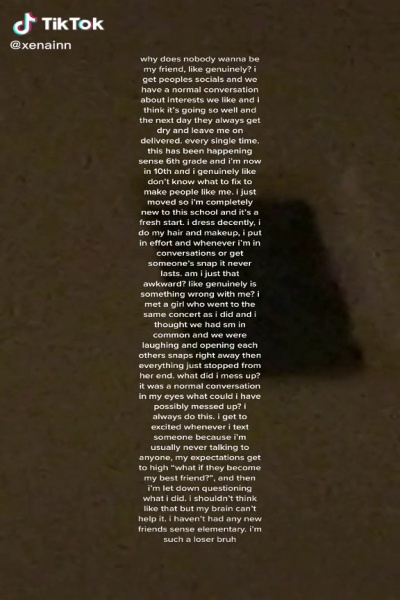 TikTok
@xenainn
why does nobody wanna be
my friend, like genuinely? i
get peoples socials and we
have a normal conversation
about interests we like and i
think it's going so well and
the next day they always get
dry and leave me on
delivered. every single time.
this has been happening
sense 6th grade and i'm now
in 10th and i genuinely like
don't know what to fix to
make people like me. i just
moved so i'm completely
new to this school and it's a
fresh start. i dress decently, i
do my hair and makeup, i put
in effort and whenever i'm in
conversations or get
someone's snap it never
lasts. am i just that
awkward? like genuinely is
something wrong with me? i
met a girl who went to the
same concert as i did and i
thought we had sm in
common and we were
laughing and opening each
others snaps right away then
everything just stopped from
her end. what did i mess up?
it was a normal conversation
in my eyes what could i have
possibly messed up? i
always do this. i get to
excited whenever i text
someone because i'm
usually never talking to
anyone, my expectations get
to high "what if they become
my best friend?", and then
i'm let down questioning
what i did. i shouldn't think
like that but my brain can't
help it. i haven't had any new
friends sense elementary. i'm
such a loser bruh